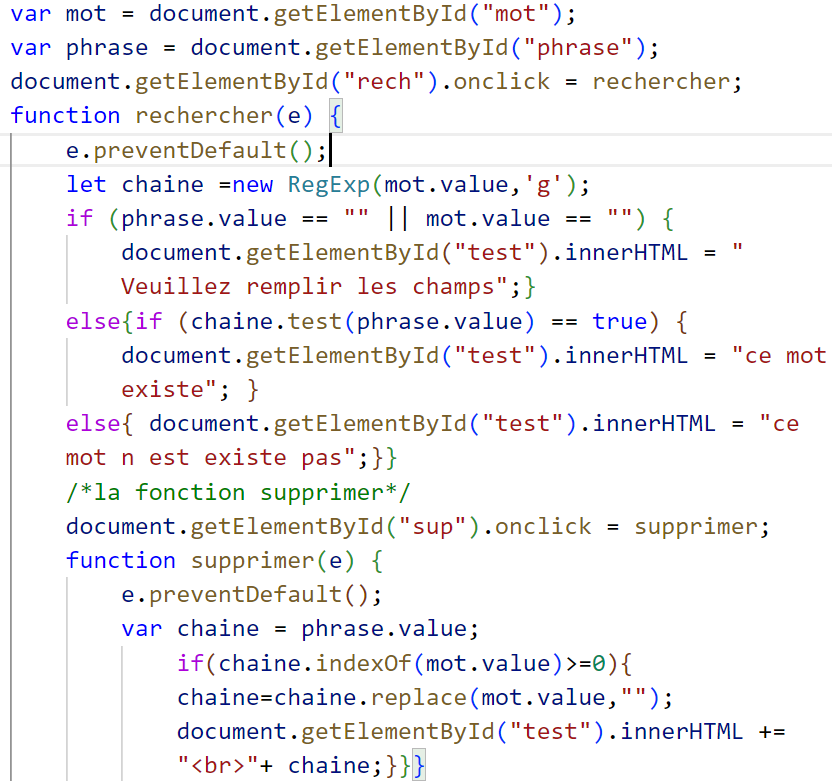 var mot = document.getElementById("mot");
var phrase = document.getElementById("phrase");
document.getElementById("rech").onclick = rechercher;
function rechercher(e) {
e.preventDefault();
let chaine =new RegExp(mot.value,'g');
if (phrase.value == "" || mot.value == "") {
document.getElementById("test").innerHTML = "
Veuillez remplir les champs";}
else{if (chaine.test(phrase.value) == true) {
document.getElementById("test").innerHTML = "ce mot
existe"; }
else{ document.getElementById("test").innerHTML = "ce
mot n est existe pas";}}
/*la fonction supprimer*/
document.getElementById("sup").onclick = supprimer;
function supprimer(e) {
e.preventDefault();
var chaine = phrase.value;
if(chaine.indexOf(mot.value)>=0){
chaine=chaine.replace(mot.value,"");
document.getElementById("test").innerHTML +=
"<br>"+ chaine;}}}